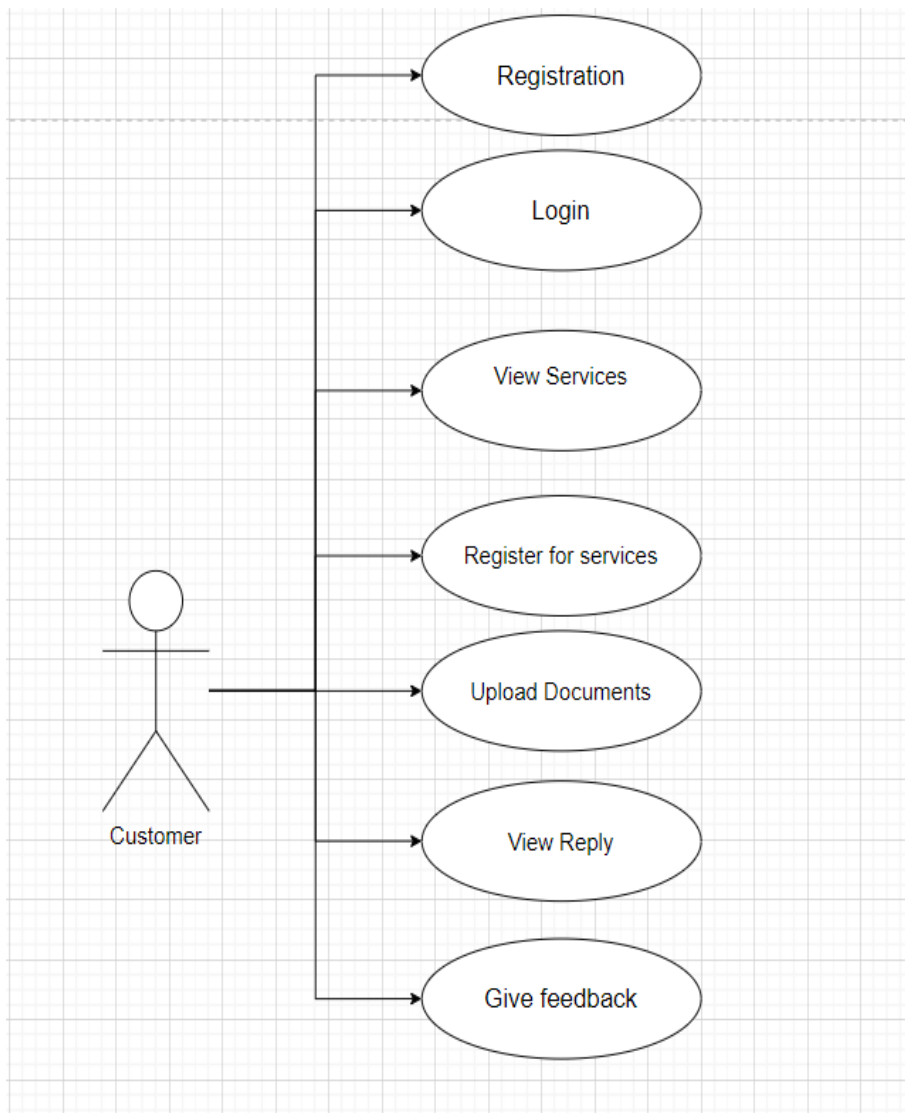 Registration
Login
View Services
Register for services
Upload Documents
Customer
View Reply
Give feedback